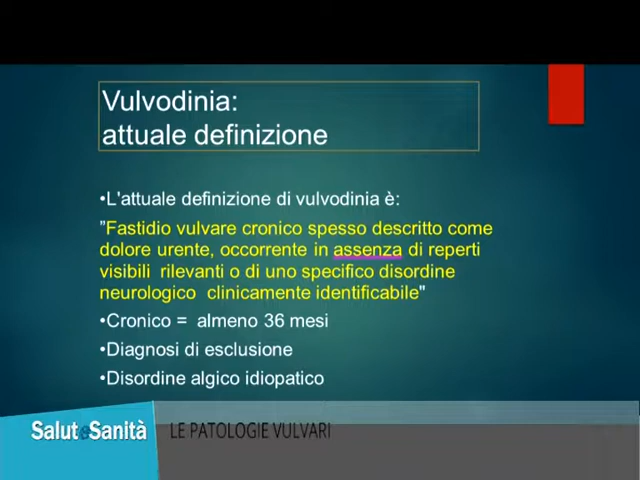 Vulvodinia:
attuale definizione
•L'attuale definizione di vulvodinia è:
"Fastidio vulvare cronico spesso descritto come
dolore urente, occorrente in assenza di reperti
visibili rilevanti o di uno specifico disordine
neurologico clinicamente identificabile"
•Cronico = almeno 36 mesi
•Diagnosi di esclusione
•Disordine algico idiopatico
Salut&Sanità
LE PATOLOGIE VULVARI